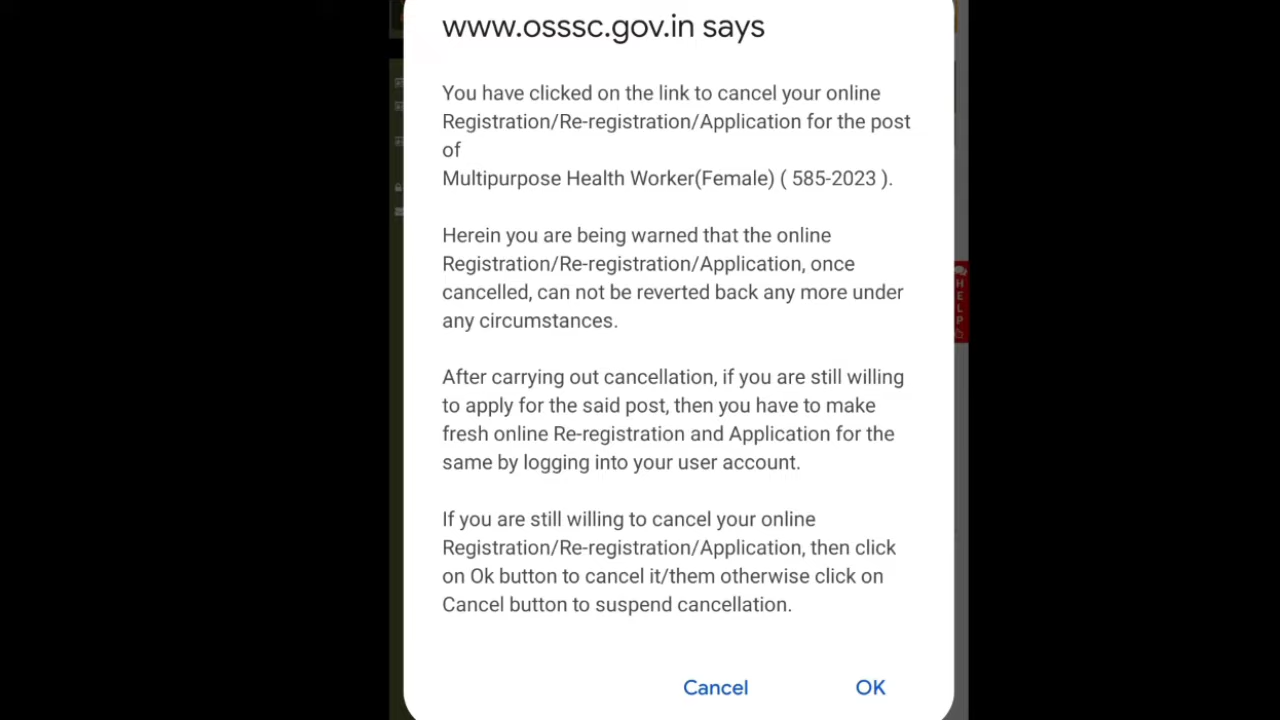 www.osssc.gov.in says
You have clicked on the link to cancel your online
Registration/Re-registration/Application for the post
of
Multipurpose Health Worker(Female) ( 585-2023 ).
Herein you are being warned that the online
Registration/Re-registration/Application, once
cancelled, can not be reverted back any more under
any circumstances.
After carrying out cancellation, if you are still willing
to apply for the said post, then you have to make
fresh online Re-registration and Application for the
same by logging into your user account.
If you are still willing to cancel your online
Registration/Re-registration/Application, then click
on Ok button to cancel it/them otherwise click on
Cancel button to suspend cancellation.
Cancel OK
HELP